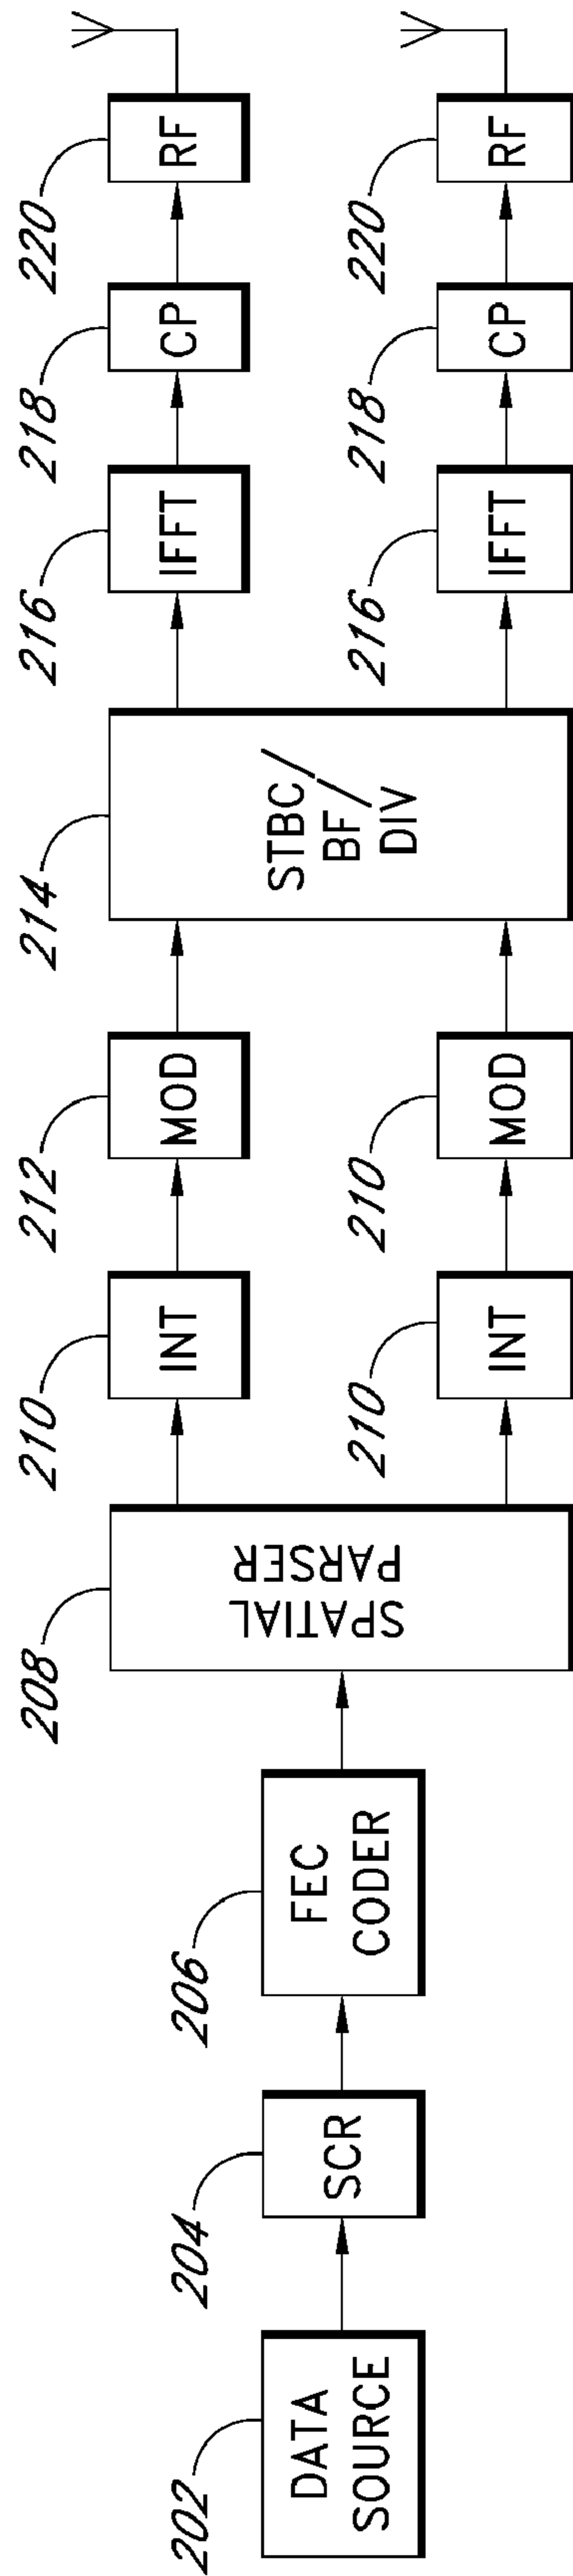 202
DATA
SOURCE
204
SCR
206
FEC
CODER
208
SPATIAL
PARSER
210
INT
212
MOD
214
STBC/
BF/
DIV
216
IFFT
218
CP
220
RF
210
INT
210
MOD
216
IFFT
218
CP
220
RF